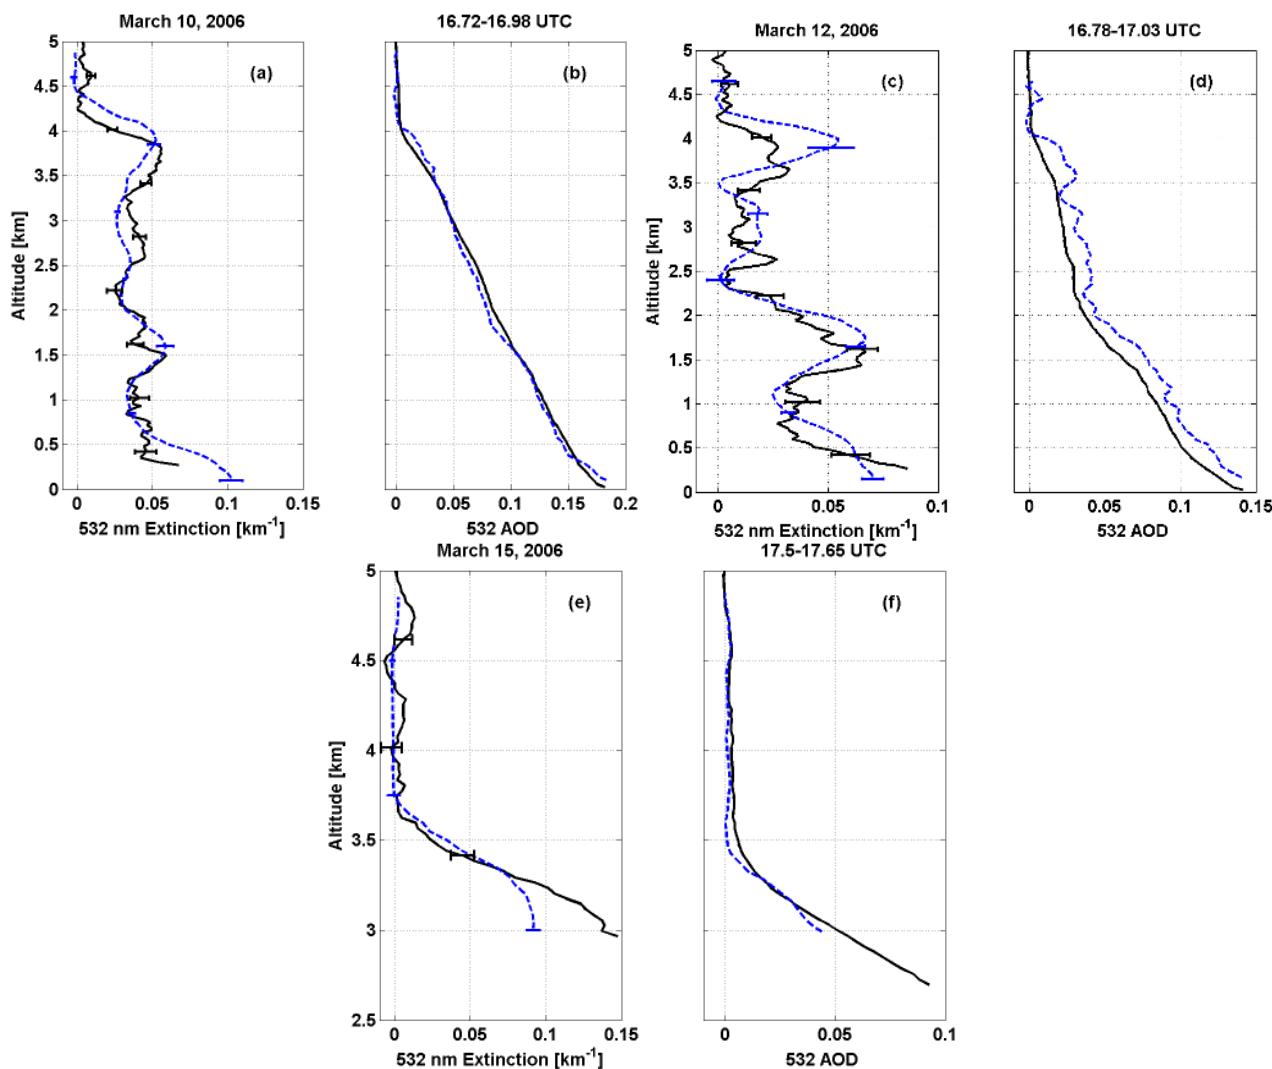 March 10, 2006
16.72-16.98 UTC
March 12, 2006
16.78-17.03 UTC
(a)
(b)
(c)
(d)
5
4.5
4
3.5
3
2.5
2
1.5
1
0.5
0
Altitude [km]
0
0.05
0.1
0.15
532 nm Extinction [km⁻¹]
0
0.05
0.1
0.15
0.2
532 AOD
5
4.5
4
3.5
3
2.5
2
1.5
1
0.5
0
Altitude [km]
0
0.05
0.1
532 nm Extinction [km⁻¹]
0
0.05
0.1
0.15
532 AOD
March 15, 2006
17.5-17.65 UTC
(e)
(f)
5
4.5
4
3.5
3
2.5
Altitude [km]
0
0.05
0.1
0.15
532 nm Extinction [km⁻¹]
0
0.05
0.1
532 AOD